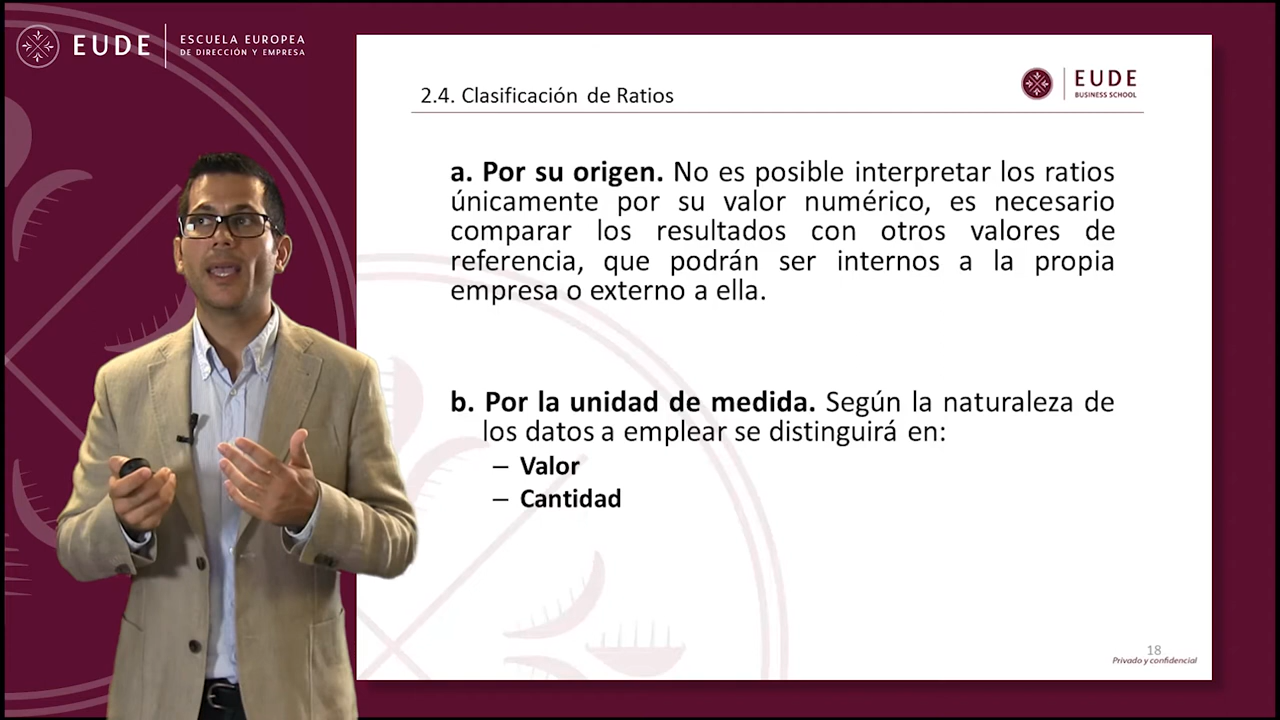 EUDE
ESCUELA EUROPEA
DE DIRECCIÓN Y EMPRESA
2.4. Clasificación de Ratios
EUDE
BUSINESS SCHOOL
a. Por su origen. No es posible interpretar los ratios
únicamente por su valor numérico, es necesario
comparar los resultados con otros valores de
referencia, que podrán ser internos a la propia
empresa o externo a ella.
b. Por la unidad de medida. Según la naturaleza de
los datos a emplear se distinguirá en:
– Valor
– Cantidad
18
Privado y confidencial